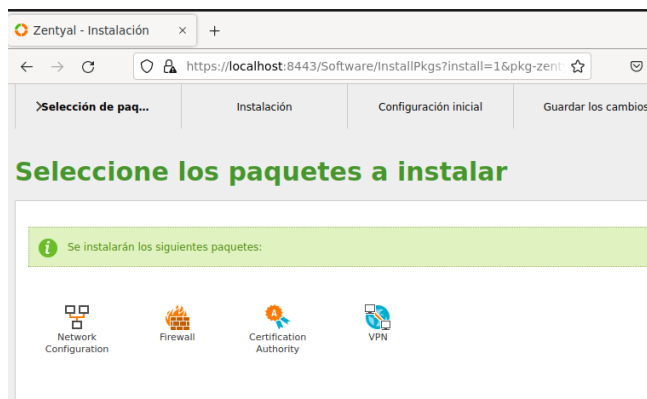 Zentyal - Instalación
https://localhost:8443/Software/InstallPkgs?install=1&pkg-zent
Selección de paq...
Instalación
Configuración inicial
Guardar los cambios
Seleccione los paquetes a instalar
Se instalarán los siguientes paquetes:
Network
Configuration
Firewall
Certification
Authority
VPN